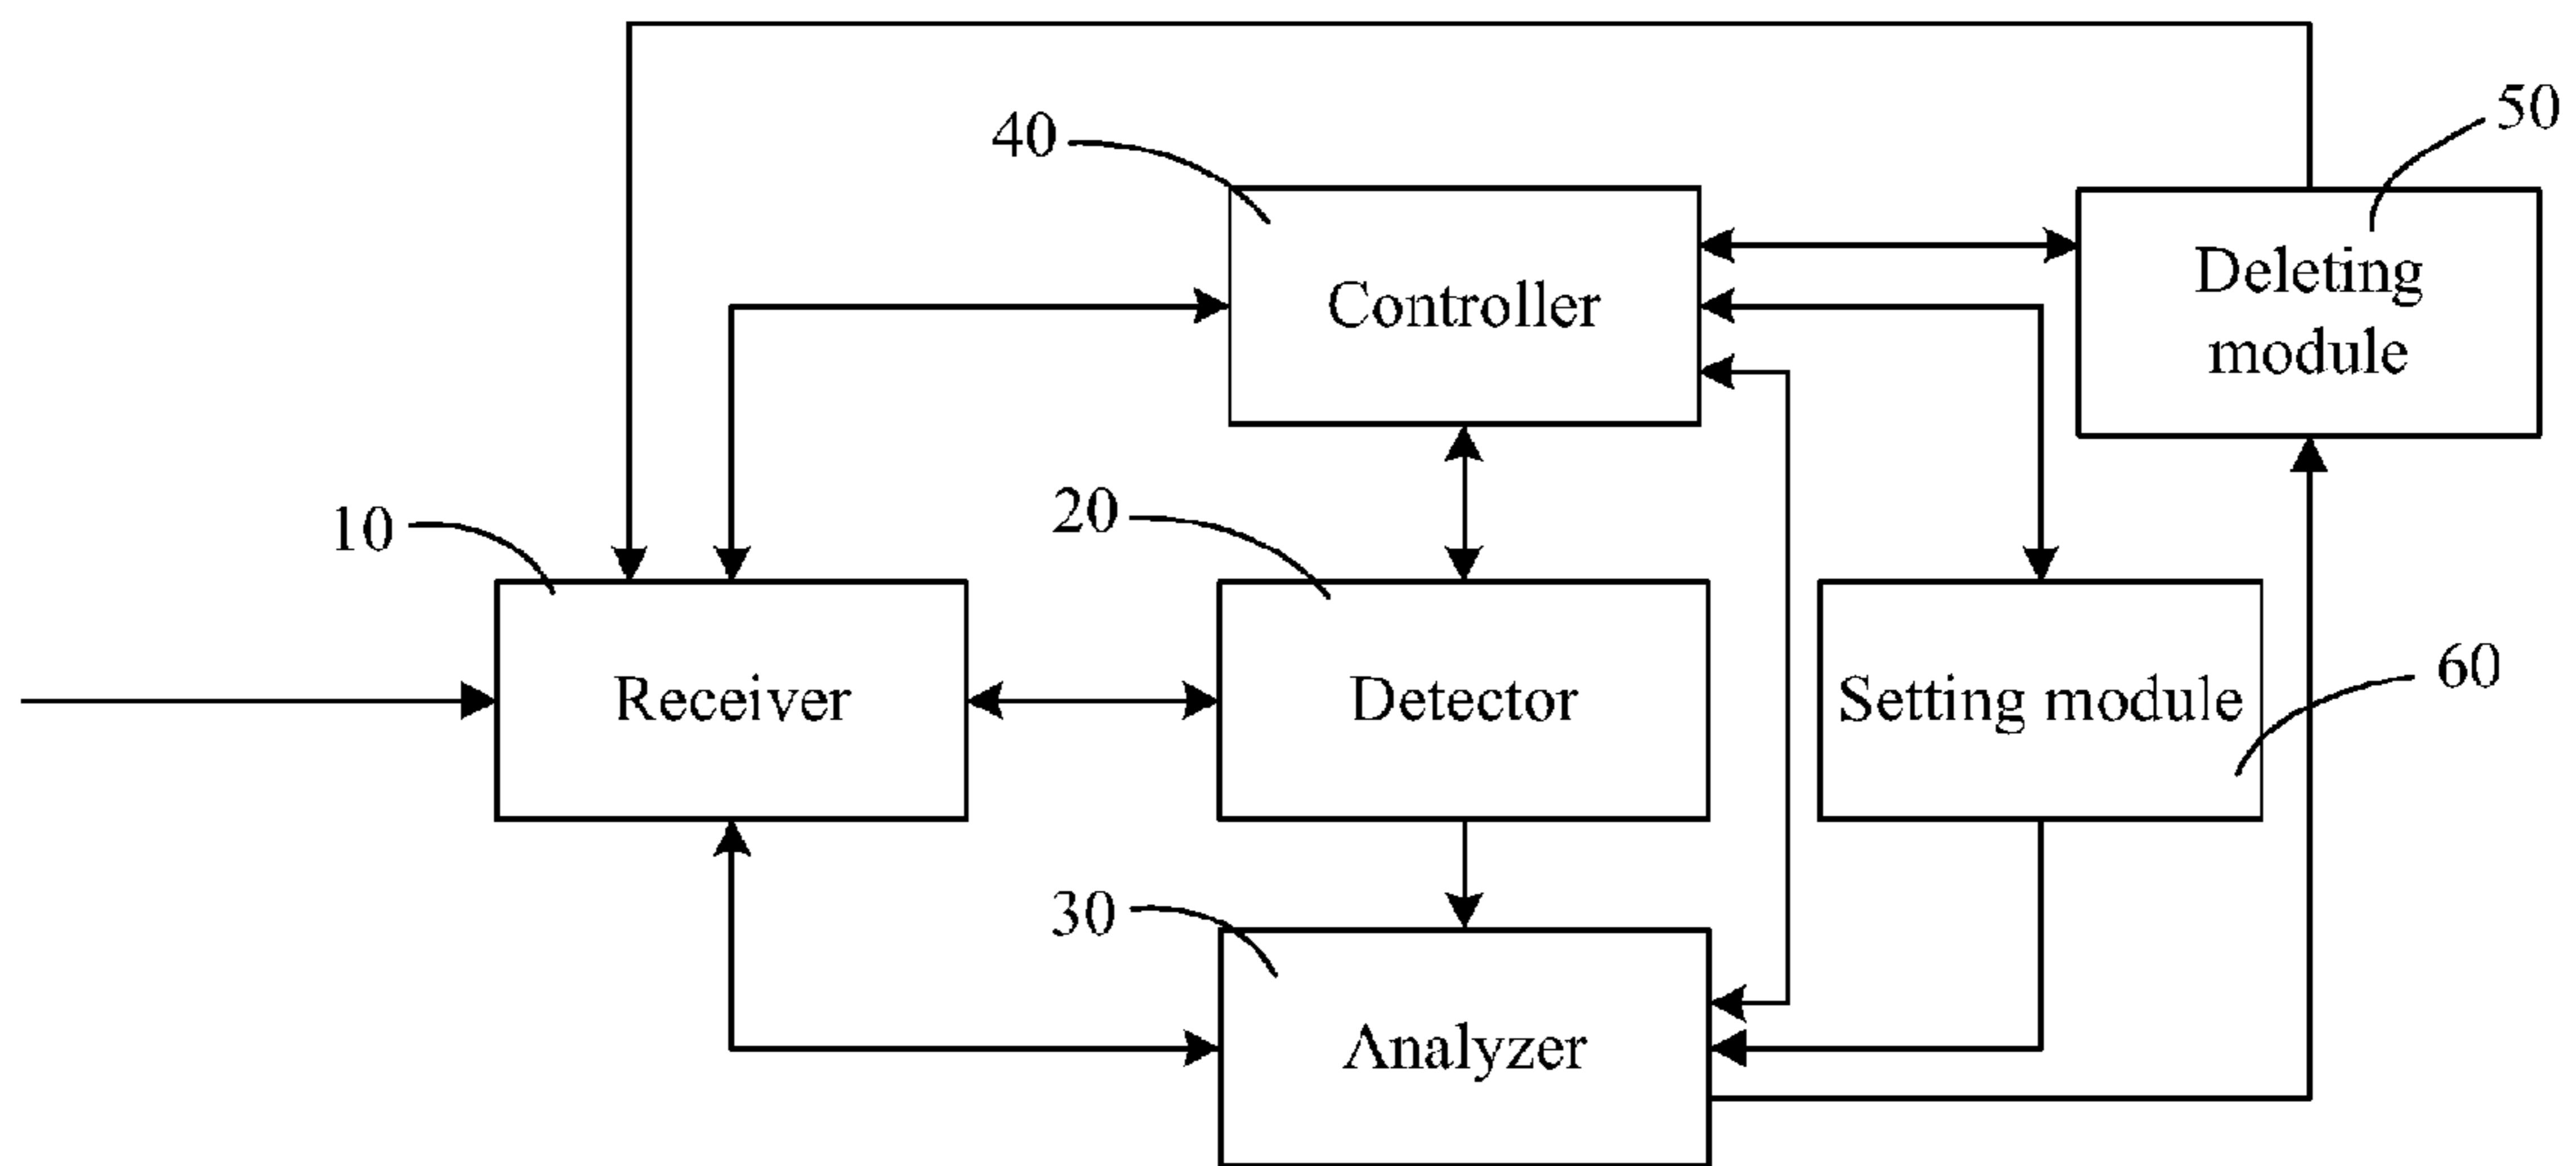 50
40
Deleting
module
Controller
10
20
60
Receiver
Detector
Setting module
30
Analyzer